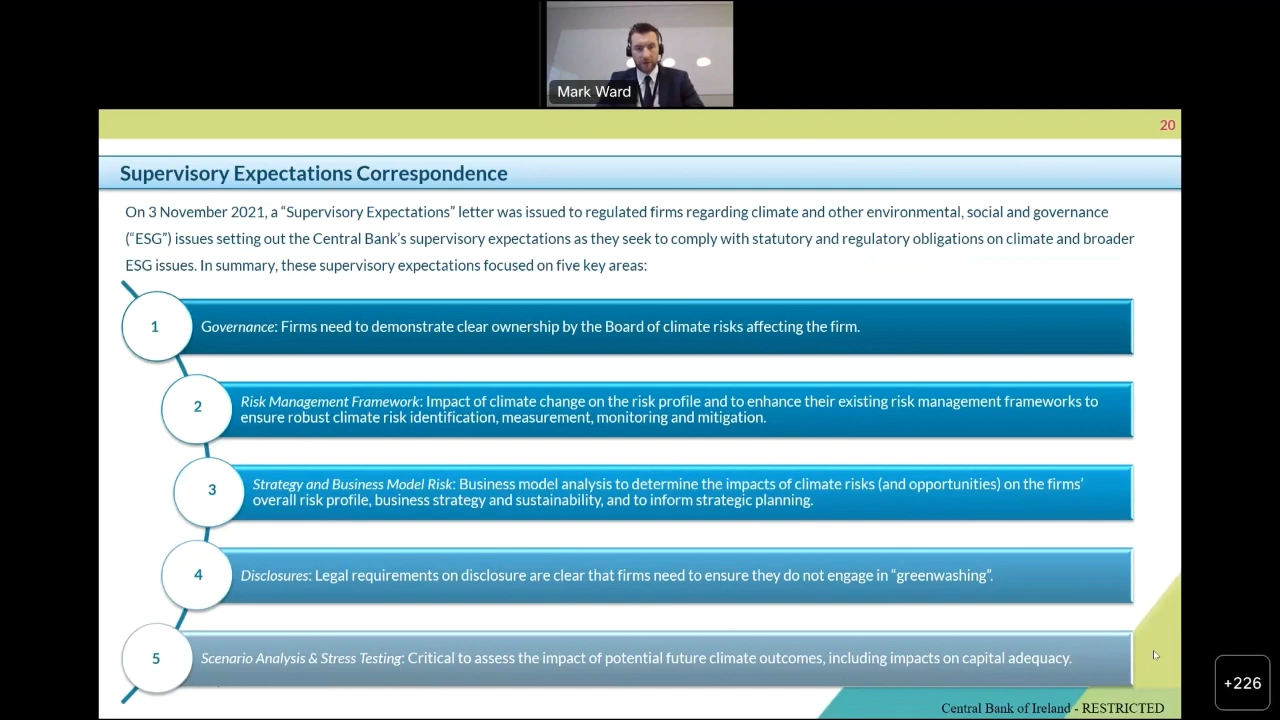 Mark Ward
20
Supervisory Expectations Correspondence
On 3 November 2021, a “Supervisory Expectations” letter was issued to regulated firms regarding climate and other environmental, social and governance
(“ESG”) issues setting out the Central Bank’s supervisory expectations as they seek to comply with statutory and regulatory obligations on climate and broader
ESG issues. In summary, these supervisory expectations focused on five key areas:
1
Governance: Firms need to demonstrate clear ownership by the Board of climate risks affecting the firm.
2
Risk Management Framework: Impact of climate change on the risk profile and to enhance their existing risk management frameworks to
ensure robust climate risk identification, measurement, monitoring and mitigation.
3
Strategy and Business Model Risk: Business model analysis to determine the impacts of climate risks (and opportunities) on the firms’
overall risk profile, business strategy and sustainability, and to inform strategic planning.
4
Disclosures: Legal requirements on disclosure are clear that firms need to ensure they do not engage in “greenwashing”.
5
Scenario Analysis & Stress Testing: Critical to assess the impact of potential future climate outcomes, including impacts on capital adequacy.
+226
Central Bank of Ireland - RESTRICTED